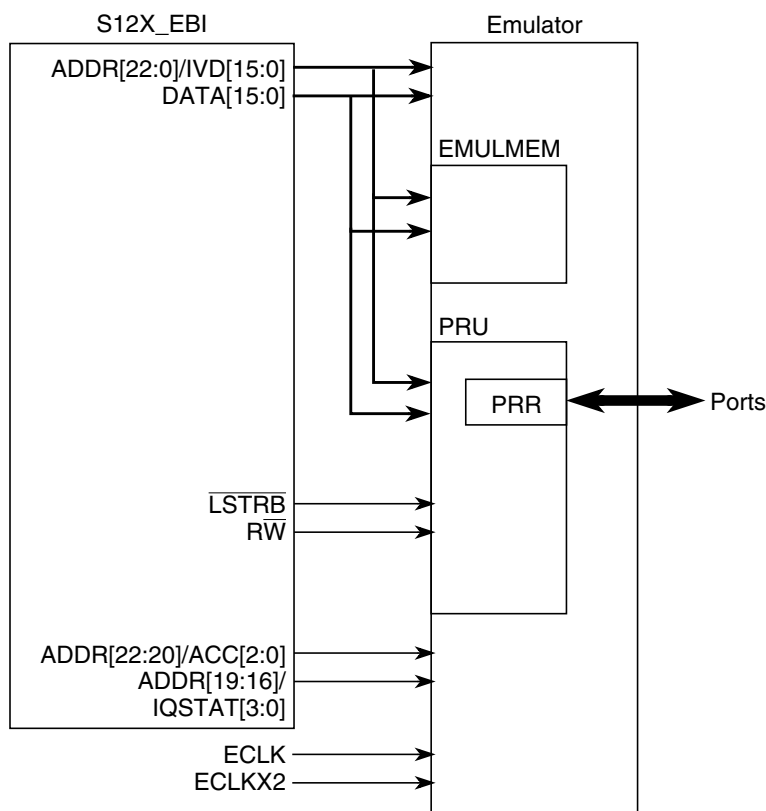 S12X_EBI
Emulator
ADDR[22:0]/IVD[15:0]
DATA[15:0]
EMULMEM
PRU
PRR
Ports
LSTRB
RW
ADDR[22:20]/ACC[2:0]
ADDR[19:16]/
IQSTAT[3:0]
ECLK
ECLKX2